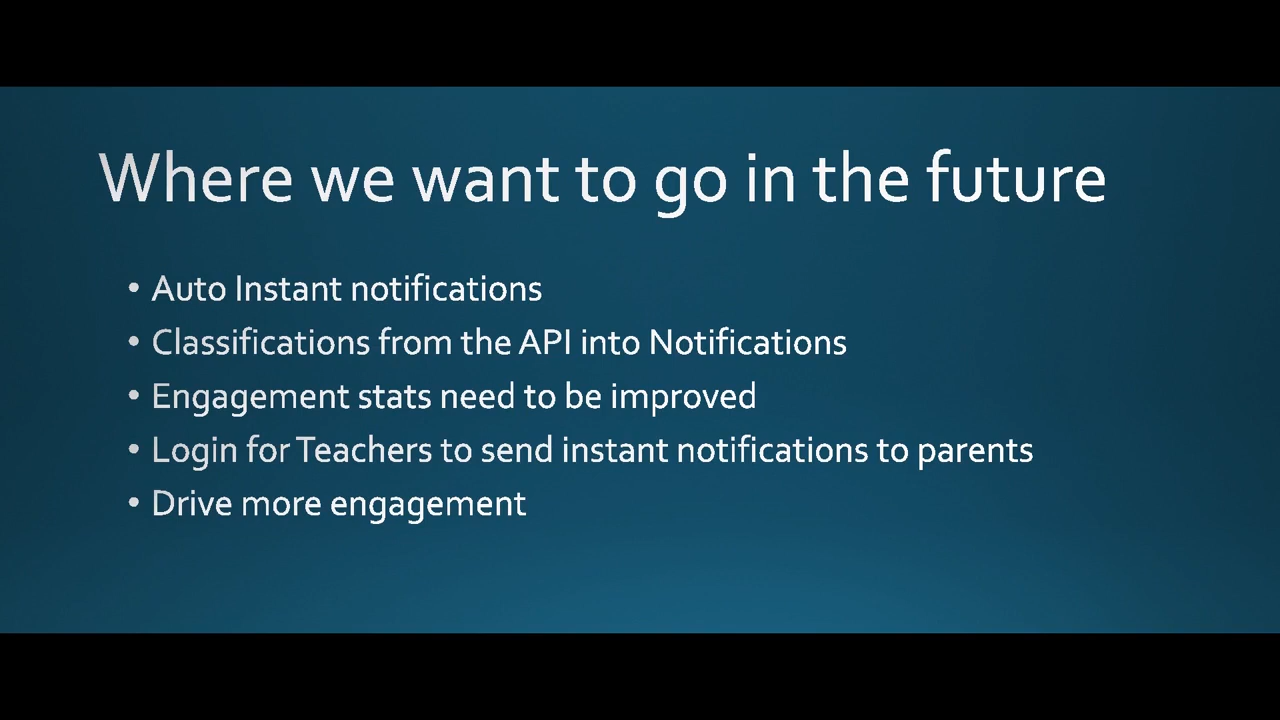 Where we want to go in the future
• Auto Instant notifications
• Classifications from the API into Notifications
• Engagement stats need to be improved
• Login for Teachers to send instant notifications to parents
• Drive more engagement